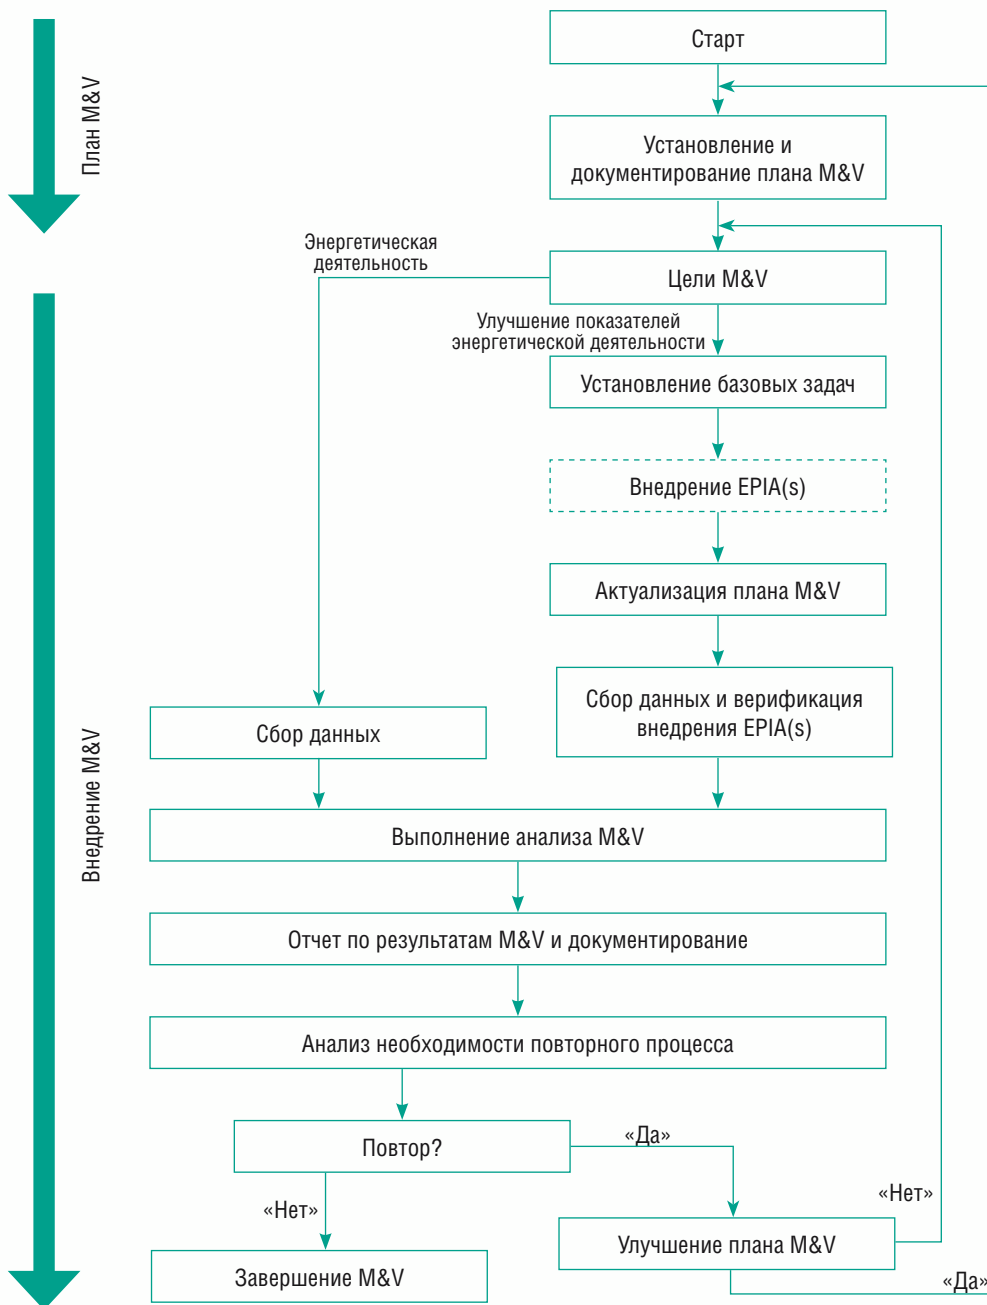 Старт
План M&V
Установление и
документирование плана M&V
Энергетическая
деятельность
Цели M&V
Улучшение показателей
энергетической деятельности
Установление базовых задач
Внедрение EPIA(s)
Актуализация плана M&V
Сбор данных и верификация
внедрения EPIA(s)
Сбор данных
Внедрение M&V
Выполнение анализа M&V
Отчет по результатам M&V и документирование
Анализ необходимости повторного процесса
Повтор?
«Да»
«Нет»
«Нет»
Улучшение плана M&V
Завершение M&V
«Да»